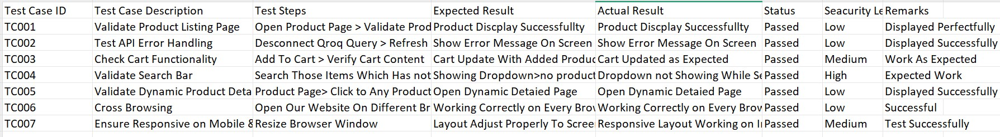 Test Case ID Test Case Description Test Steps Expected Result Actual Result Status Seacurity Le Remarks
TC001 Validate Product Listing Page Open Product Page > Validate Prod Product Discplay Successfullty Product Discplay Successfullty Passed Low Displayed Perfectfully
TC002 Test API Error Handling Desconnect Qroq Query > Refresh Show Error Message On Screen Show Error Message On Screen Passed Low Displayed Successfully
TC003 Check Cart Functionality Add To Cart > Verify Cart Content Cart Update With Added Produc Cart Updated as Expected Passed Medium Work As Expected
TC004 Validate Search Bar Search Those Items Which Has not Showing Dropdown>no product Dropdown not Showing While Se Passed High Expected Work
TC005 Validate Dynamic Product Deta Product Page> Click to Any Product Open Dynamic Detaied Page Open Dynamic Detaied Page Passed Low Displayed Successfully
TC006 Cross Browsing Open Our Website On Different Br Working Correctly on Every Brov Working Correctly on Every Brow Passed Low Successful
TC007 Ensure Responsive on Mobile & Resize Browser Window Layout Adjust Properly To Scree Responsive Layout Working on Passed Medium Test Successfully